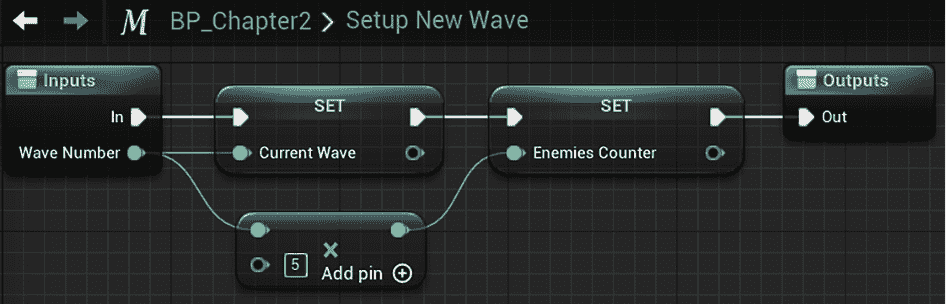 M BP_Chapter2 > Setup New Wave
Inputs
In
Wave Number
SET
Current Wave
SET
Enemies Counter
Outputs
Out
5
×
Add pin